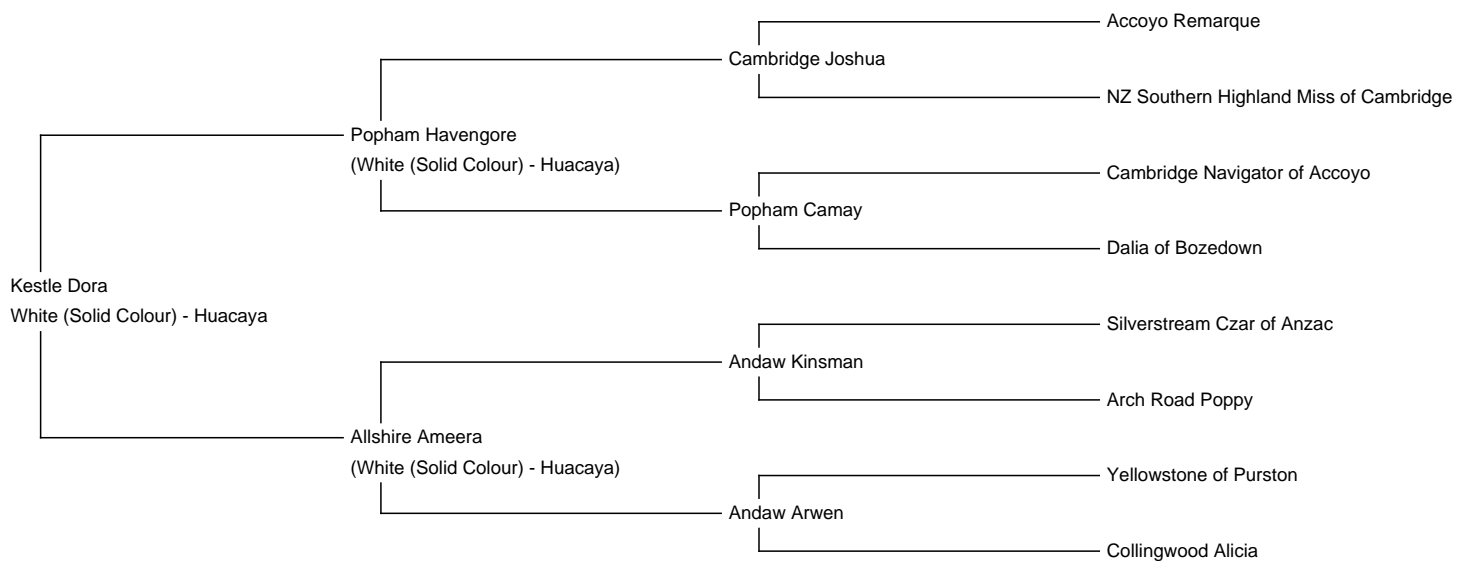 Accoyo Remarque
Cambridge Joshua
NZ Southern Highland Miss of Cambridge
Popham Havengore
(White (Solid Colour) - Huacaya)
Cambridge Navigator of Accoyo
Popham Camay
Dalia of Bozedown
Kestle Dora
White (Solid Colour) - Huacaya
Silverstream Czar of Anzac
Andaw Kinsman
Arch Road Poppy
Allshire Ameera
(White (Solid Colour) - Huacaya)
Yellowstone of Purston
Andaw Arwen
Collingwood Alicia